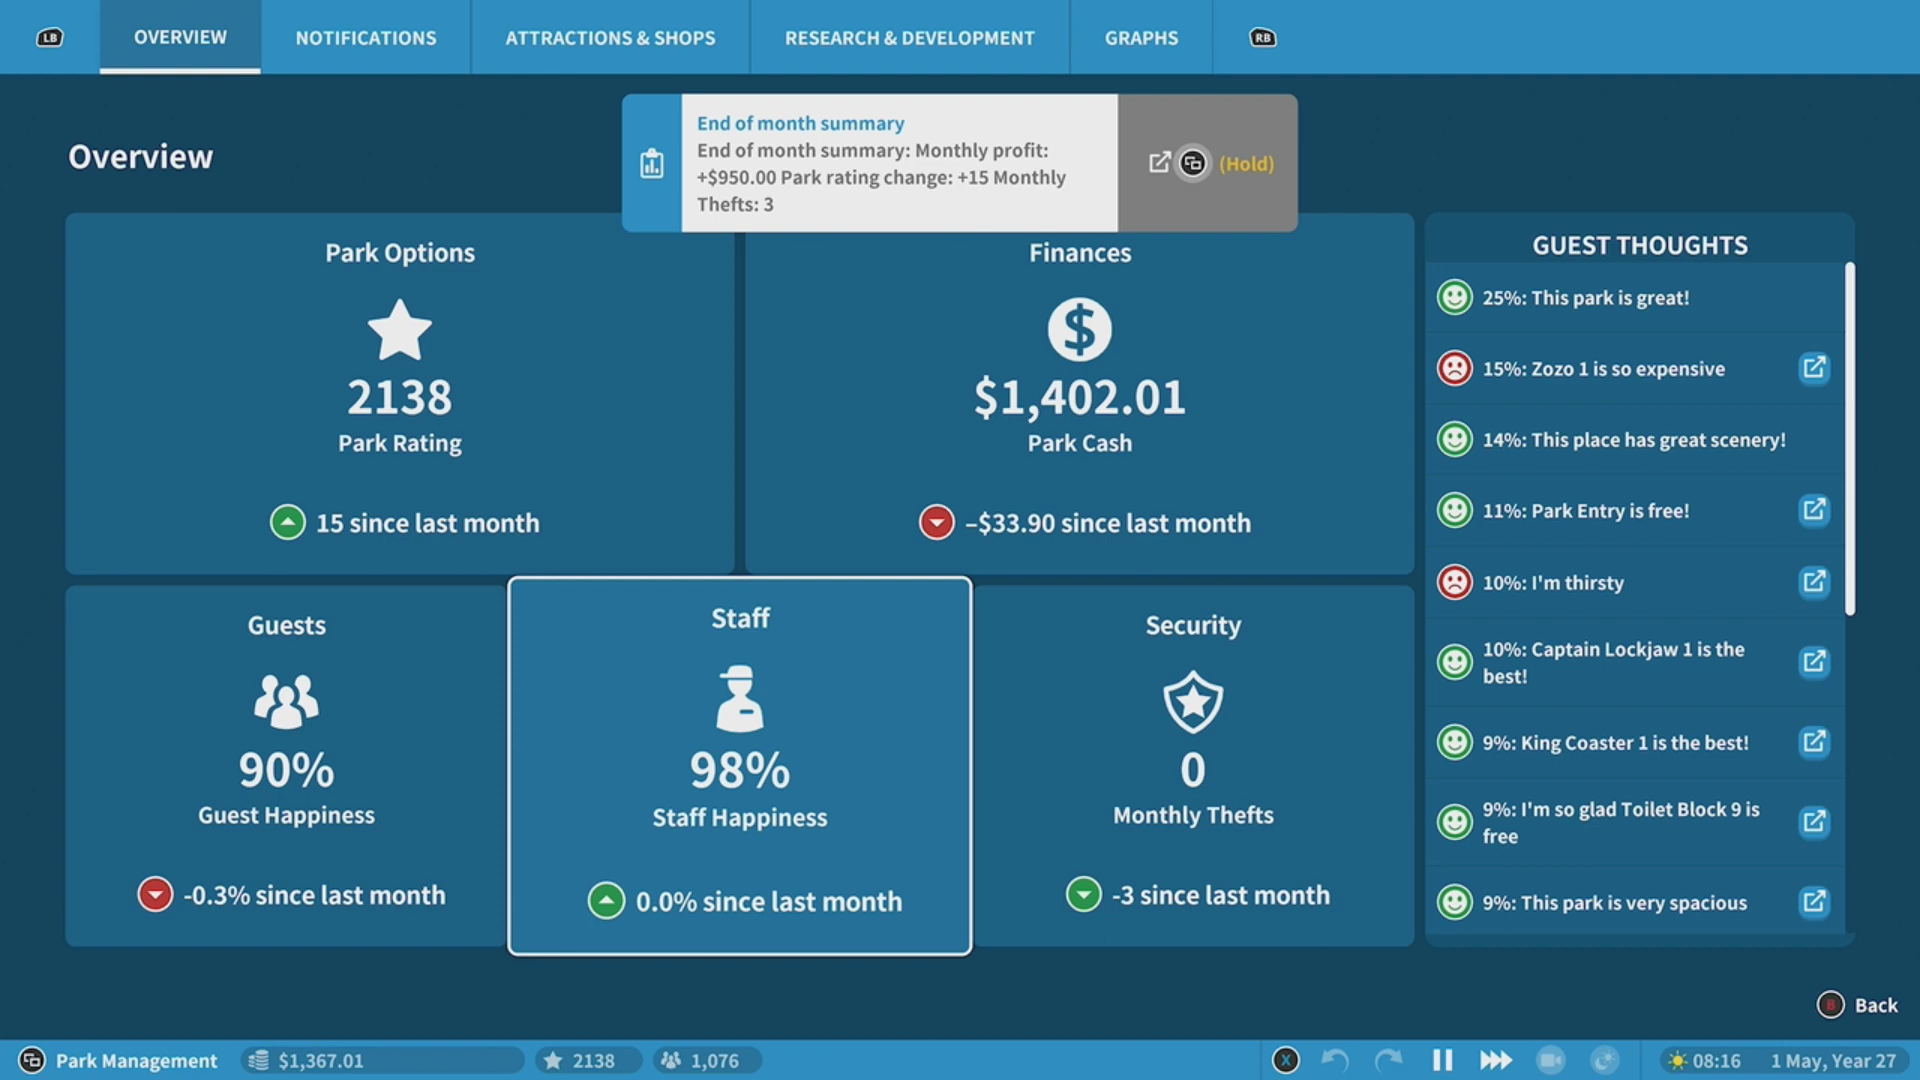 LB
OVERVIEW
NOTIFICATIONS
ATTRACTIONS & SHOPS
RESEARCH & DEVELOPMENT
GRAPHS
RB
End of month summary
End of month summary: Monthly profit:
+$950.00 Park rating change: +15 Monthly
Thefts: 3
(Hold)
Overview
Park Options
2138
Park Rating
15 since last month
Finances
$
$1,402.01
Park Cash
–$33.90 since last month
Guests
90%
Guest Happiness
-0.3% since last month
Staff
98%
Staff Happiness
0.0% since last month
Security
0
Monthly Thefts
-3 since last month
GUEST THOUGHTS
25%: This park is great!
15%: Zozo 1 is so expensive
14%: This place has great scenery!
11%: Park Entry is free!
10%: I'm thirsty
10%: Captain Lockjaw 1 is the
best!
9%: King Coaster 1 is the best!
9%: I'm so glad Toilet Block 9 is
free
9%: This park is very spacious
B Back
Park Management
$1,367.01
2138
1,076
X
08:16
1 May, Year 27